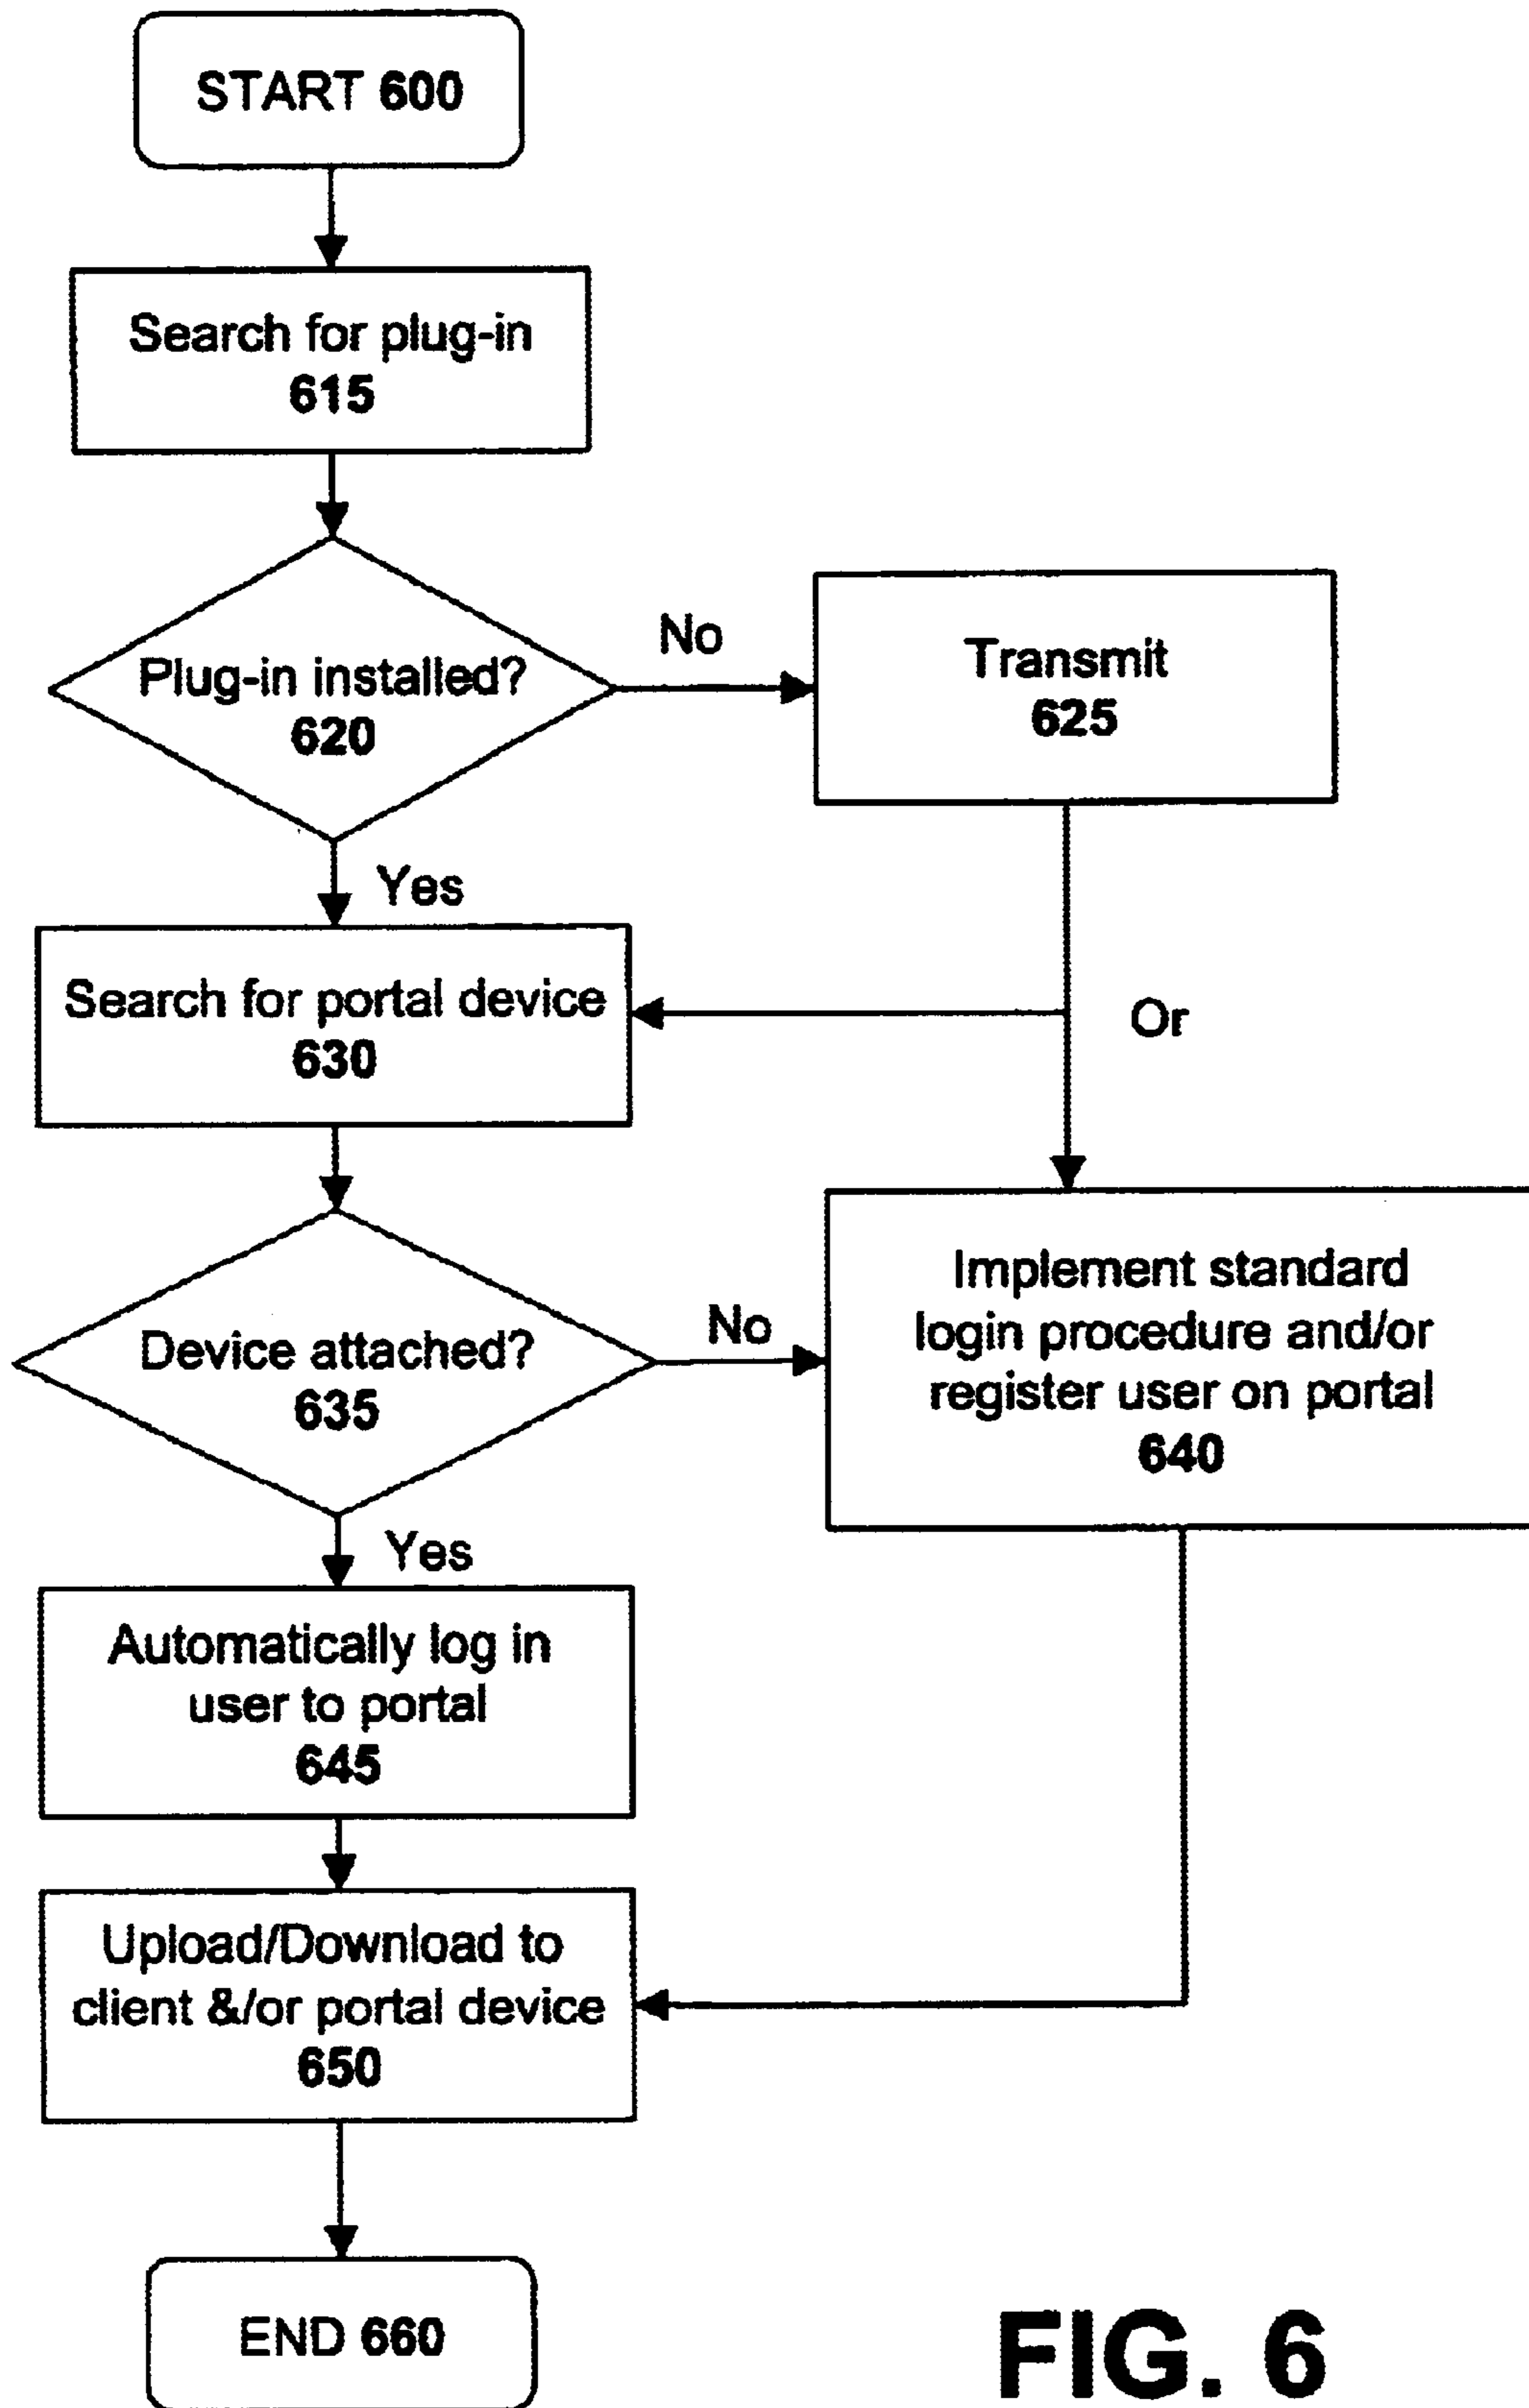 START 600
Search for plug-in
615
Plug-in installed?
620
No
Transmit
625
Yes
Search for portal device
630
Or
Device attached?
635
No
Implement standard
login procedure and/or
register user on portal
640
Yes
Automatically log in
user to portal
645
Upload/Download to
client &/or portal device
650
END 660
FIG. 6